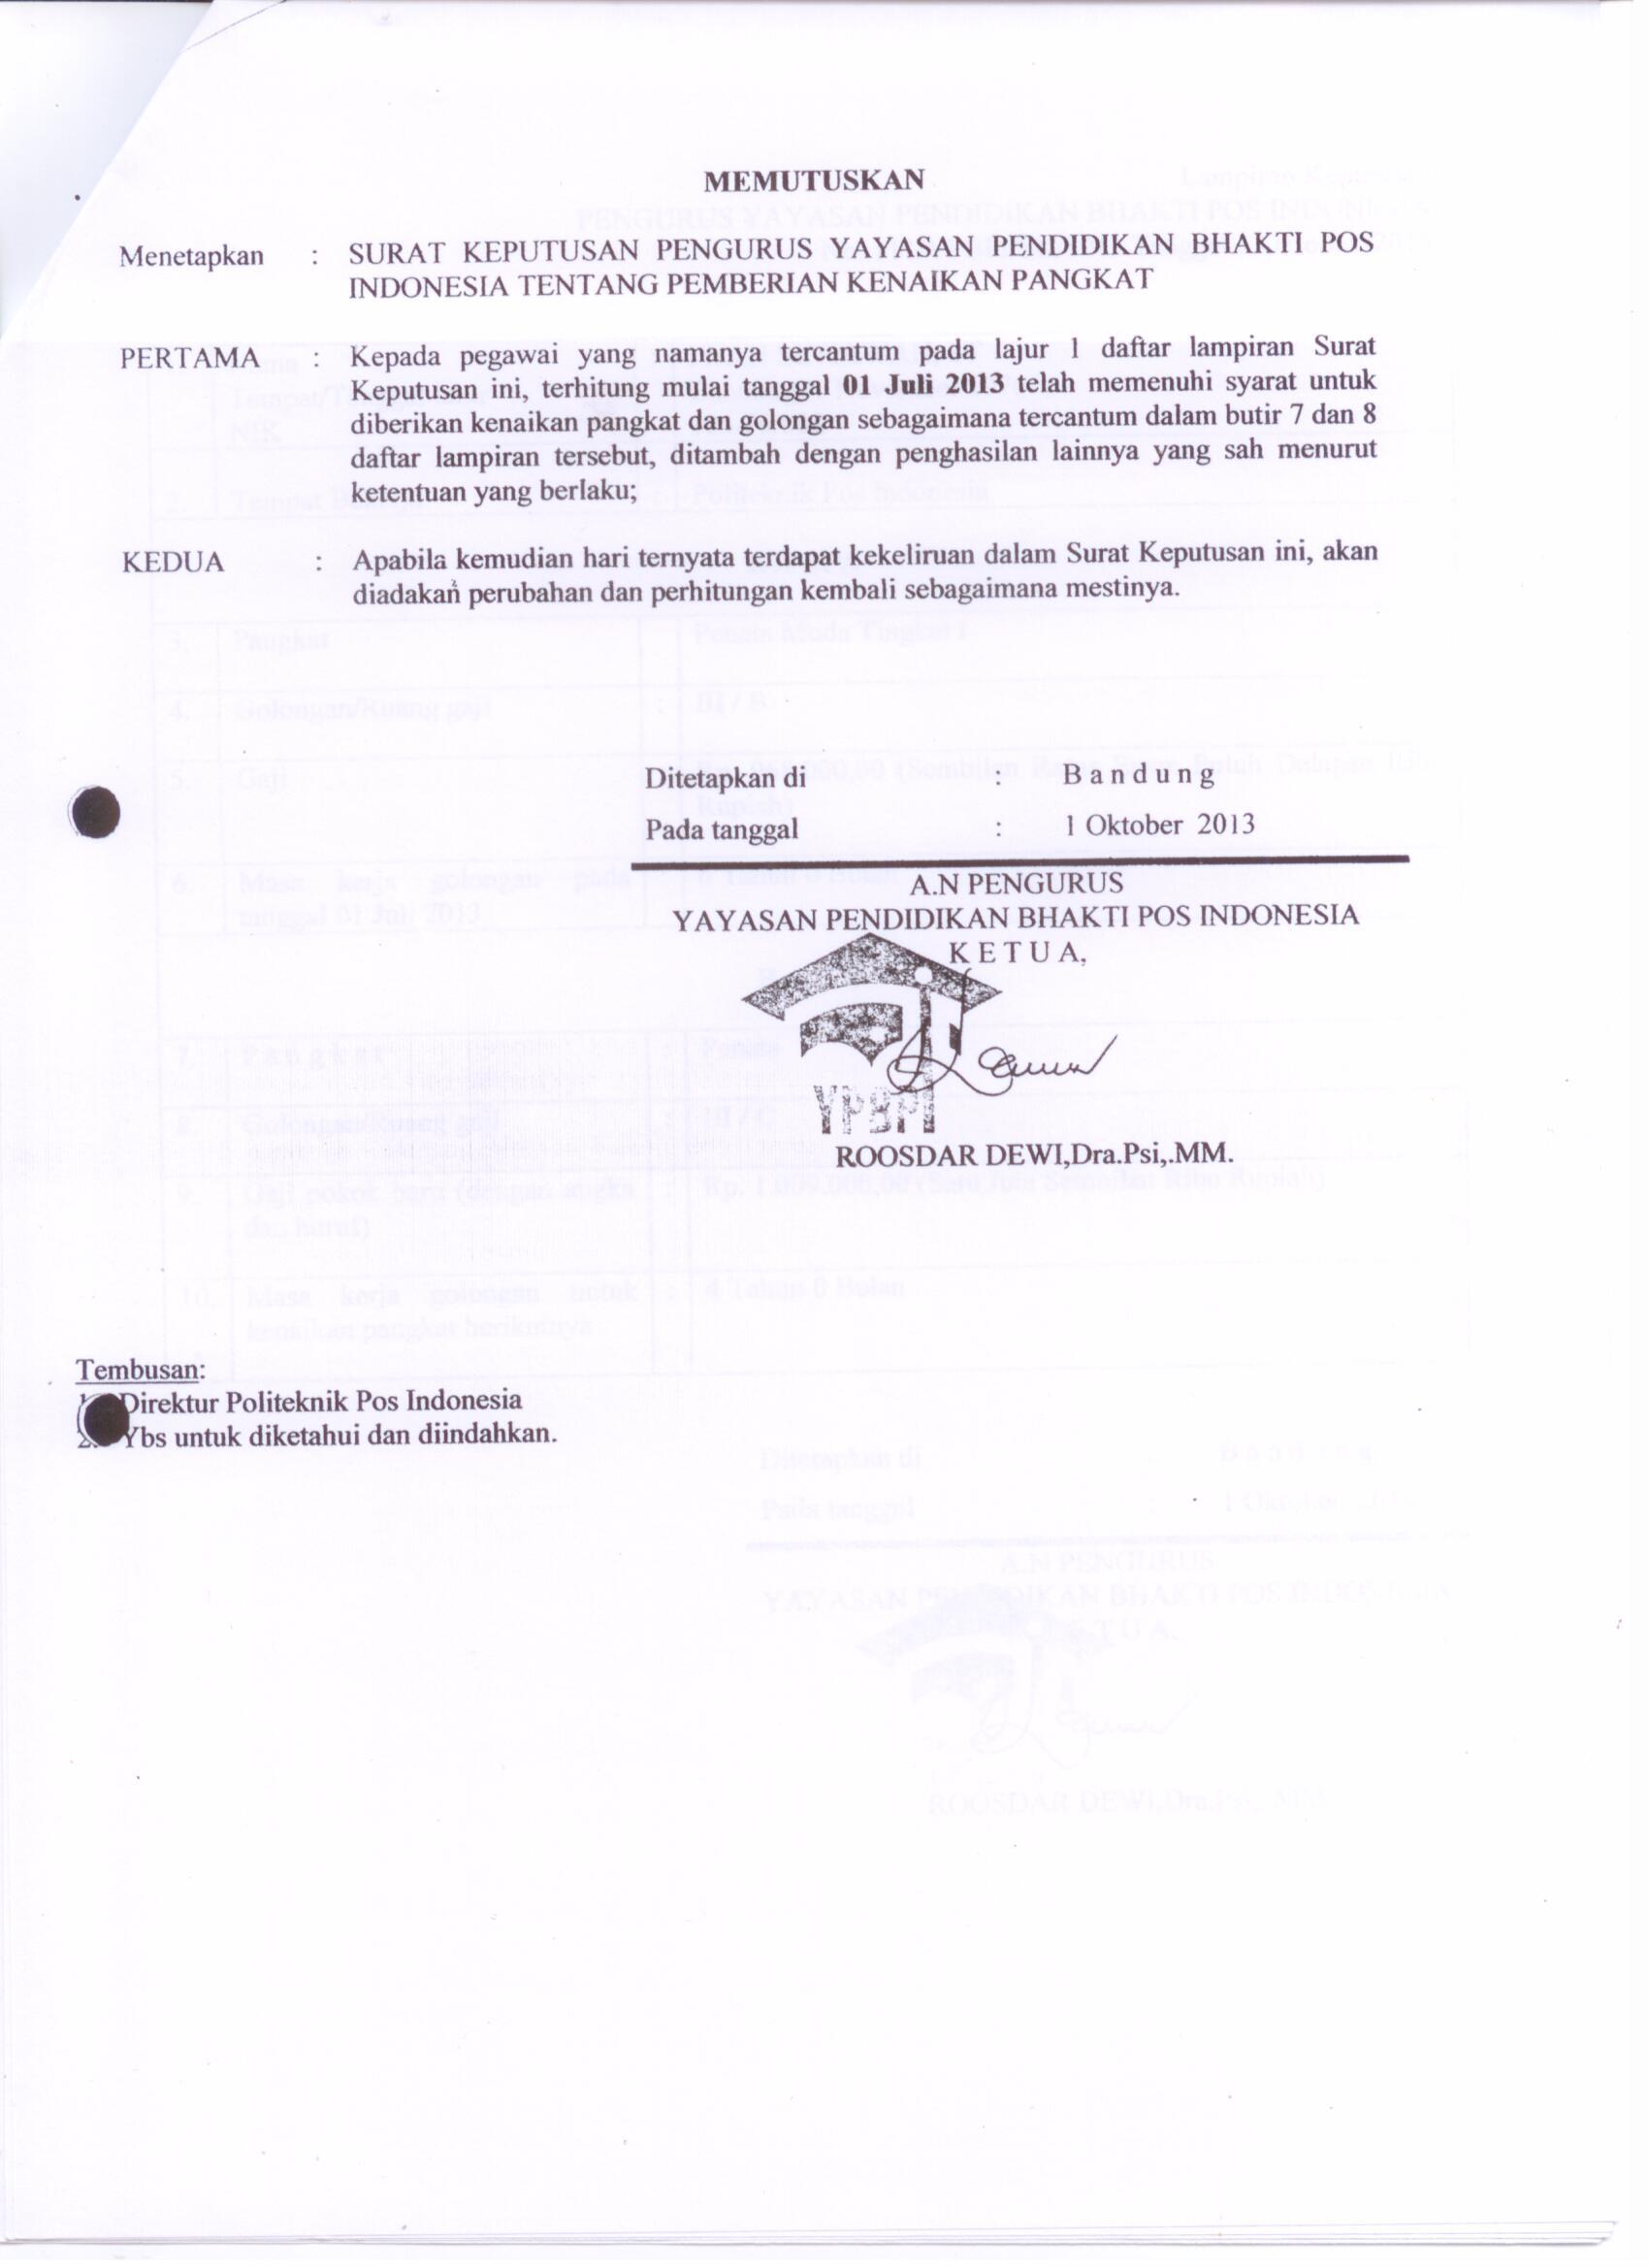 MEMUTUSKAN
Menetapkan : SURAT KEPUTUSAN PENGURUS YAYASAN PENDIDIKAN BHAKTI POS
INDONESIA TENTANG PEMBERIAN KENAIKAN PANGKAT
PERTAMA : Kepada pegawai yang namanya tercantum pada lajur 1 daftar lampiran Surat
Keputusan ini, terhitung mulai tanggal 01 Juli 2013 telah memenuhi syarat untuk
diberikan kenaikan pangkat dan golongan sebagaimana tercantum dalam butir 7 dan 8
daftar lampiran tersebut, ditambah dengan penghasilan lainnya yang sah menurut
ketentuan yang berlaku;
KEDUA : Apabila kemudian hari ternyata terdapat kekeliruan dalam Surat Keputusan ini, akan
diadakan perubahan dan perhitungan kembali sebagaimana mestinya.
Ditetapkan di : B a n d u n g
Pada tanggal : 1 Oktober 2013
A.N PENGURUS
YAYASAN PENDIDIKAN BHAKTI POS INDONESIA
K E T U A,
YPBPI
ROOSDAR DEWI,Dra.Psi,.MM.
Tembusan:
Direktur Politeknik Pos Indonesia
2. Ybs untuk diketahui dan diindahkan.